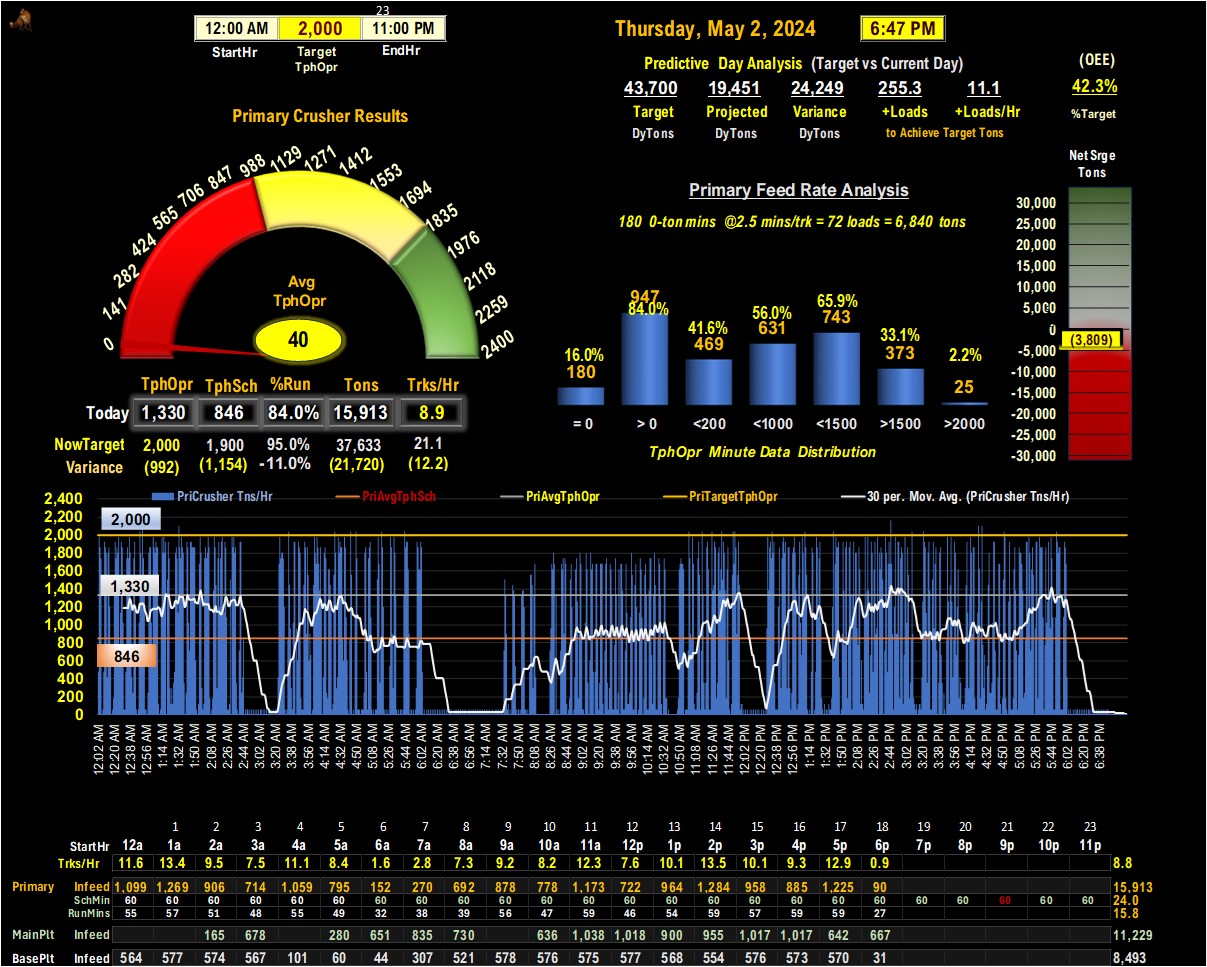 23
12:00 AM 2,000 11:00 PM
StartHr Target TphOpr EndHr
Thursday, May 2, 2024 6:47 PM
Predictive Day Analysis (Target vs Current Day)
43,700 19,451 24,249 255.3 11.1
Target Projected Variance +Loads +Loads/Hr
DyTons DyTons DyTons to Achieve Target Tons
(OEE)
42.3%
%Target
Primary Crusher Results
0 141 282 424 565 706 847 988 1129 1271 1412 1553 1694 1835 1976 2118 2259 2400
Avg
TphOpr
40
TphOpr TphSch %Run Tons Trks/Hr
Today 1,330 846 84.0% 15,913 8.9
NowTarget 2,000 1,900 95.0% 37,633 21.1
Variance (992) (1,154) -11.0% (21,720) (12.2)
Primary Feed Rate Analysis
180 0-ton mins @2.5 mins/trk = 72 loads = 6,840 tons
16.0% 84.0% 41.6% 56.0% 65.9% 33.1% 2.2%
180 947 469 631 743 373 25
= 0 > 0 <200 <1000 <1500 >1500 >2000
TphOpr Minute Data Distribution
Net Srge
Tons
30,000
25,000
20,000
15,000
10,000
5,000
0
(3,809)
-5,000
-10,000
-15,000
-20,000
-25,000
-30,000
PriCrusher Tns/Hr PriAvgTphSch PriAvgTphOpr PriTargetTphOpr 30 per. Mov. Avg. (PriCrusher Tns/Hr)
2,400
2,200
2,000
1,800
1,600
1,400
1,200
1,000
800
600
400
200
0
2,000
1,330
846
12:02 AM 12:20 AM 12:38 AM 12:56 AM 1:14 AM 1:32 AM 1:50 AM 2:08 AM 2:26 AM 2:44 AM 3:02 AM 3:20 AM 3:38 AM 3:56 AM 4:14 AM 4:32 AM 4:50 AM 5:08 AM 5:26 AM 5:44 AM 6:02 AM 6:20 AM 6:38 AM 6:56 AM 7:14 AM 7:32 AM 7:50 AM 8:08 AM 8:26 AM 8:44 AM 9:02 AM 9:20 AM 9:38 AM 9:56 AM 10:14 AM 10:32 AM 10:50 AM 11:08 AM 11:26 AM 11:44 AM 12:02 PM 12:20 PM 12:38 PM 12:56 PM 1:14 PM 1:32 PM 1:50 PM 2:08 PM 2:26 PM 2:44 PM 3:02 PM 3:20 PM 3:38 PM 3:56 PM 4:14 PM 4:32 PM 4:50 PM 5:08 PM 5:26 PM 5:44 PM 6:02 PM 6:20 PM 6:38 PM
1 2 3 4 5 6 7 8 9 10 11 12 13 14 15 16 17 18 19 20 21 22 23
StartHr 12a 1a 2a 3a 4a 5a 6a 7a 8a 9a 10a 11a 12p 1p 2p 3p 4p 5p 6p 7p 8p 9p 10p 11p
Trks/Hr 11.6 13.4 9.5 7.5 11.1 8.4 1.6 2.8 7.3 9.2 8.2 12.3 7.6 10.1 13.5 10.1 9.3 12.9 0.9 8.8
Primary Infeed 1,099 1,269 906 714 1,059 795 152 270 692 878 778 1,173 722 964 1,284 958 885 1,225 90 15,913
SchMin 60 60 60 60 60 60 60 60 60 60 60 60 60 60 60 60 60 60 60 60 60 60 60 60 24.0
RunMins 55 57 51 48 55 49 32 38 39 56 47 59 46 54 59 57 59 59 27 15.8
MainPlt Infeed 165 678 280 651 835 730 636 1,038 1,018 900 955 1,017 1,017 642 667 11,229
BasePlt Infeed 564 577 574 567 101 60 44 307 521 578 576 575 577 568 554 576 573 570 31 8,493